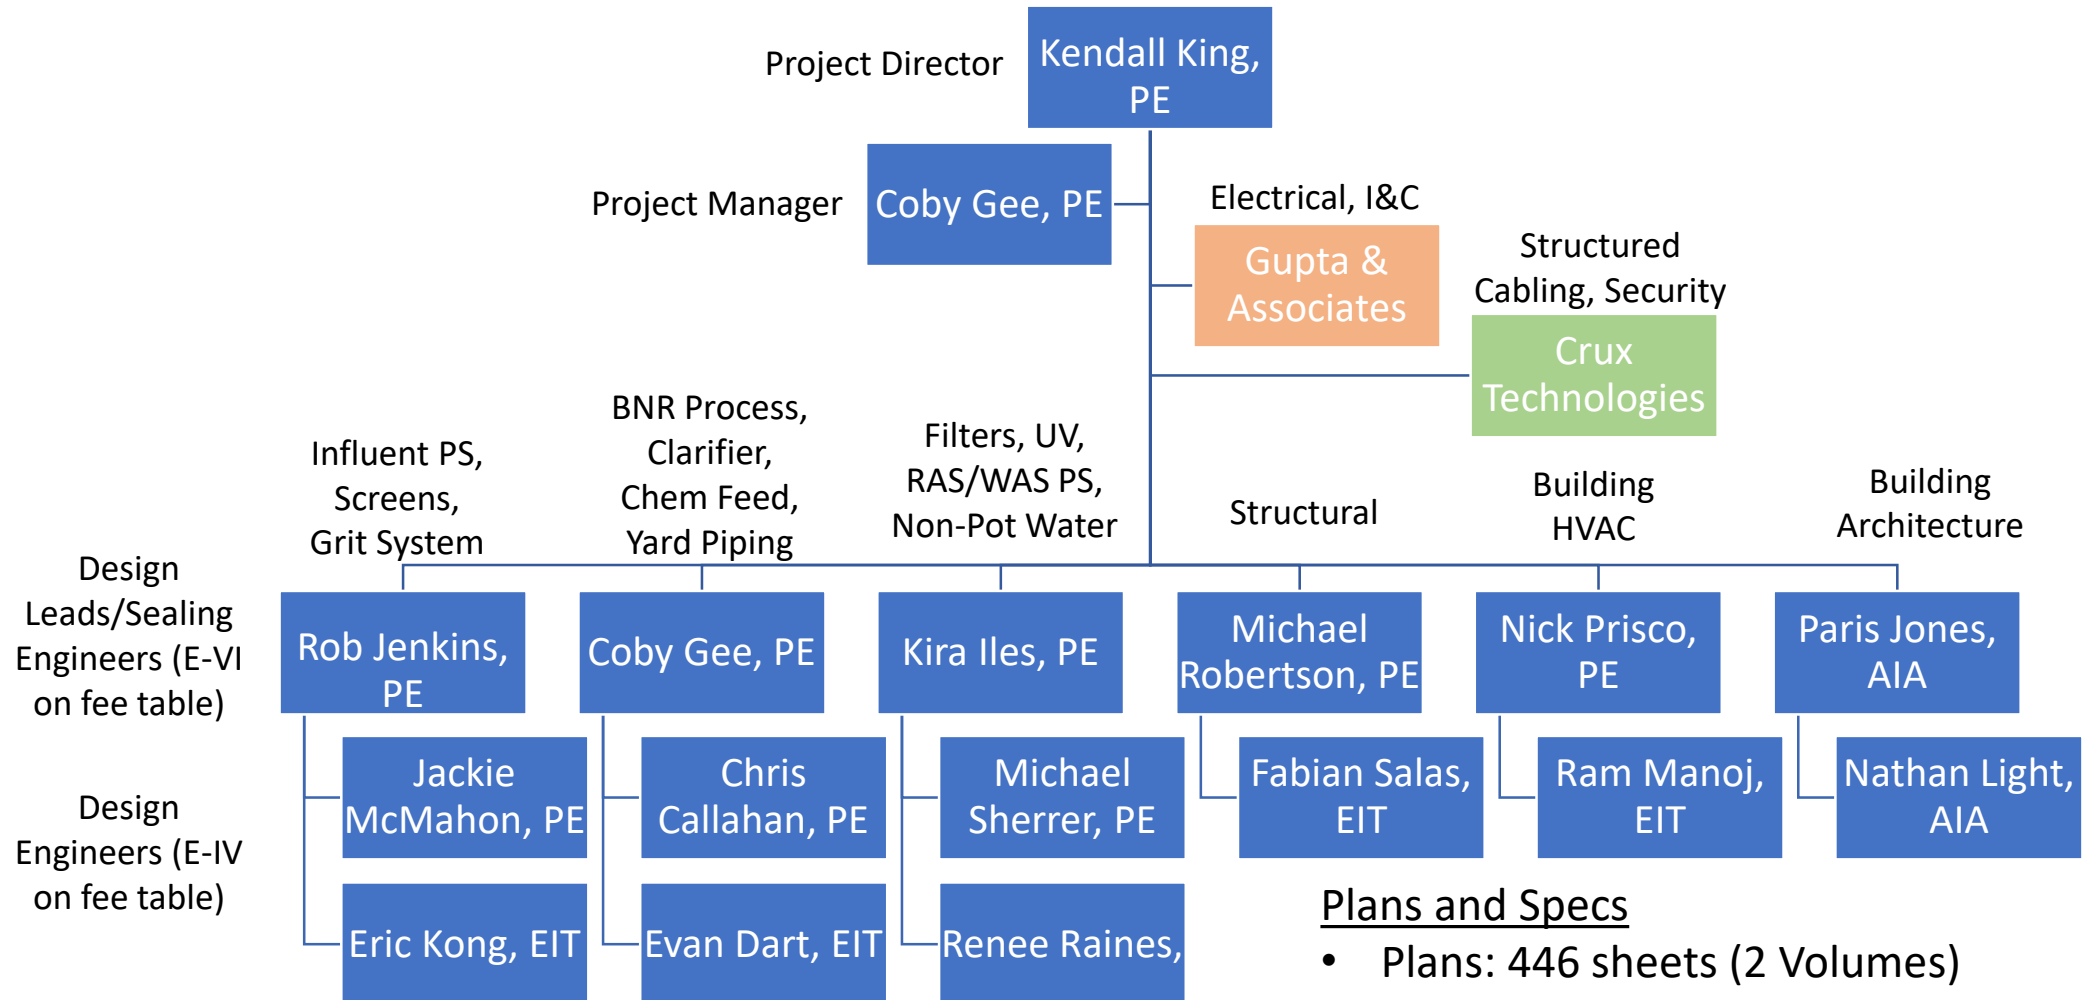 Project Director
Kendall King,
PE
Project Manager
Coby Gee, PE
Electrical, I&C
Gupta &
Associates
Structured
Cabling, Security
Crux
Technologies
Influent PS,
Screens,
Grit System
BNR Process,
Clarifier,
Chem Feed,
Yard Piping
Filters, UV,
RAS/WAS PS,
Non-Pot Water
Structural
Building
HVAC
Building
Architecture
Design
Leads/Sealing
Engineers (E-VI
on fee table)
Rob Jenkins,
PE
Coby Gee, PE
Kira Iles, PE
Michael
Robertson, PE
Nick Prisco,
PE
Paris Jones,
AIA
Design
Engineers (E-IV
on fee table)
Jackie
McMahon, PE
Chris
Callahan, PE
Michael
Sherrer, PE
Fabian Salas,
EIT
Ram Manoj,
EIT
Nathan Light,
AIA
Eric Kong, EIT
Evan Dart, EIT
Renee Raines,
Plans and Specs
• Plans: 446 sheets (2 Volumes)